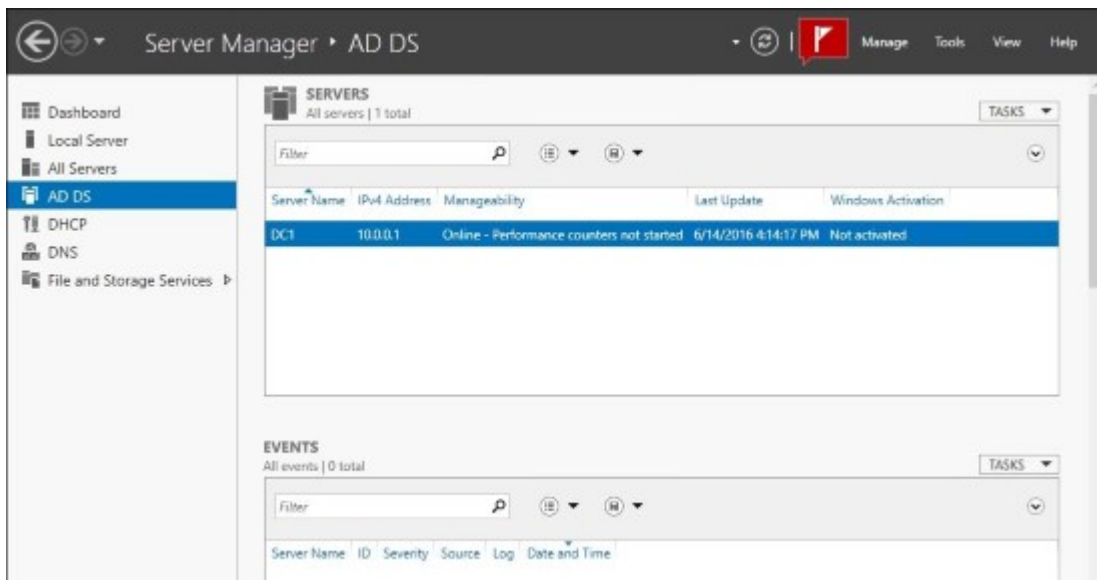 Server Manager ‣ AD DS
Manage Tools View Help
Dashboard
Local Server
All Servers
AD DS
DHCP
DNS
File and Storage Services
SERVERS
All servers | 1 total
TASKS
Filter
Server Name IPv4 Address Manageability Last Update Windows Activation
DC1 10.0.0.1 Online - Performance counters not started 6/14/2016 4:14:17 PM Not activated
EVENTS
All events | 0 total
TASKS
Filter
Server Name ID Severity Source Log Date and Time